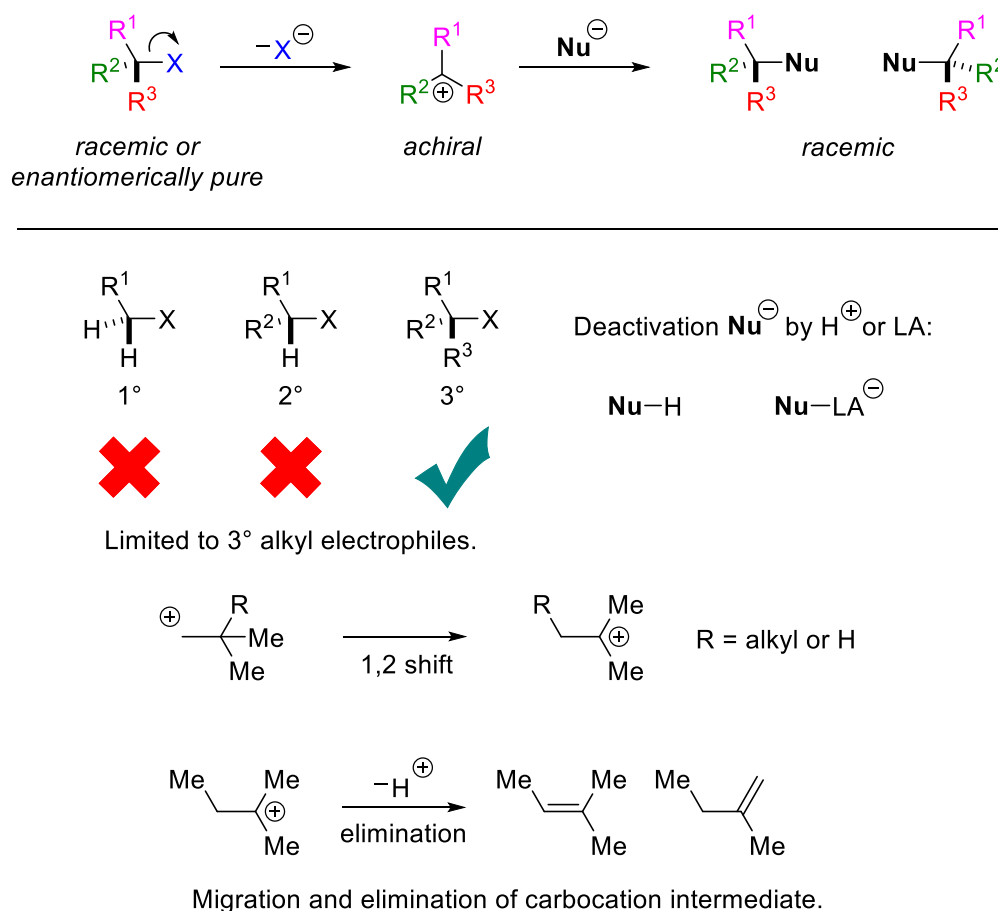 R1 R2 R3 X
−X⊖
R1 R2 ⊕ R3
Nu⊖
R1 R2 R3 Nu
Nu R1 R2 R3
racemic or
enantiomerically pure
achiral
racemic
R1 H H X
R1 R2 H X
R1 R2 R3 X
1°
2°
3°
Deactivation Nu⊖ by H⊕ or LA:
Nu−H
Nu−LA⊖
Limited to 3° alkyl electrophiles.
⊕ R Me Me
1,2 shift
R Me ⊕ Me
R = alkyl or H
Me Me ⊕ Me
−H⊕
elimination
Me Me Me
Me Me
Migration and elimination of carbocation intermediate.